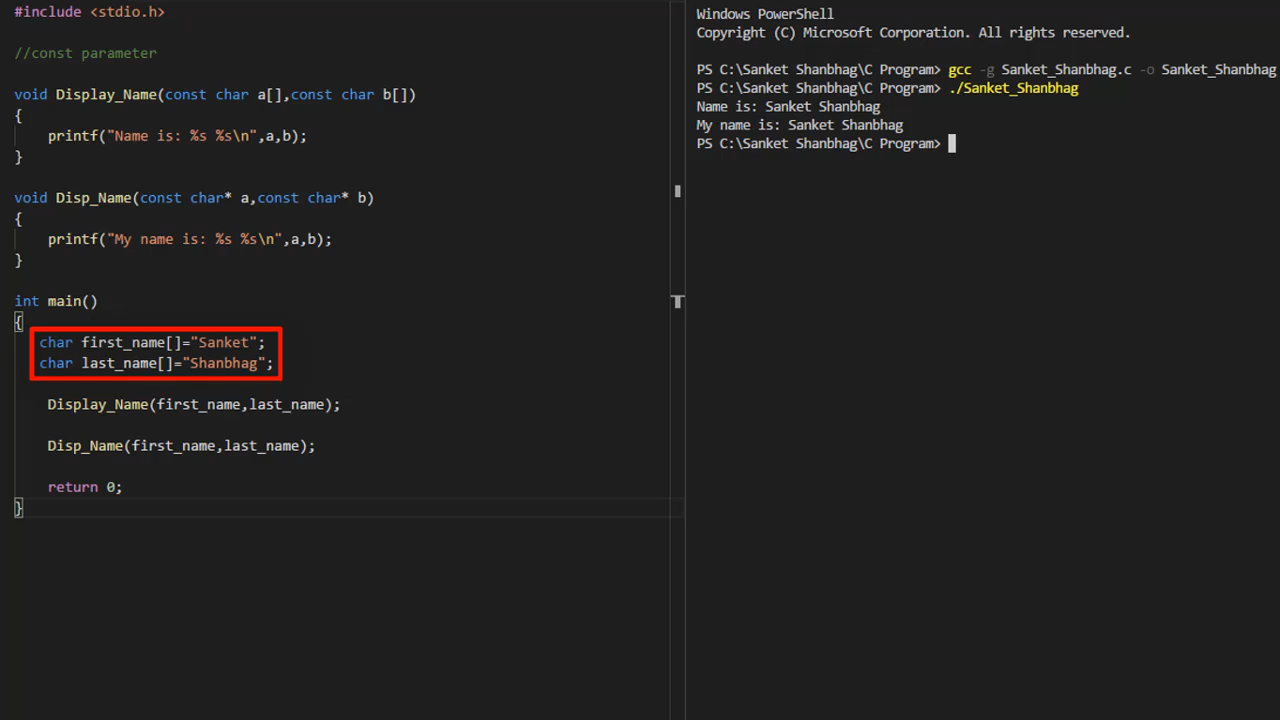 #include <stdio.h>
//const parameter
void Display_Name(const char a[],const char b[])
{
printf("Name is: %s %s\n",a,b);
}
void Disp_Name(const char* a,const char* b)
{
printf("My name is: %s %s\n",a,b);
}
int main()
{
char first_name[]="Sanket";
char last_name[]="Shanbhag";
Display_Name(first_name,last_name);
Disp_Name(first_name,last_name);
return 0;
}
Windows PowerShell
Copyright (C) Microsoft Corporation. All rights reserved.
PS C:\Sanket Shanbhag\C Program> gcc -g Sanket_Shanbhag.c -o Sanket_Shanbhag
PS C:\Sanket Shanbhag\C Program> ./Sanket_Shanbhag
Name is: Sanket Shanbhag
My name is: Sanket Shanbhag
PS C:\Sanket Shanbhag\C Program>